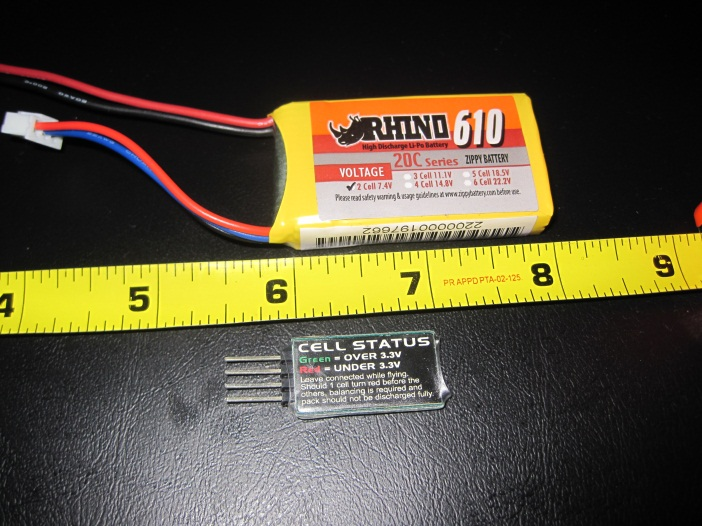 RHINO 610
High Discharge Li-Po Battery
20C Series ZIPPY BATTERY
VOLTAGE
3 Cell 11.1V 5 Cell 18.5V
✓ 2 Cell 7.4V 4 Cell 14.8V 6 Cell 22.2V
Please read safety warning & usage guidelines at www.zippybattery.com before use.
2200000197662
4 5 6 7 PR.APPD PTA-02-125 8 9
CELL STATUS
Green = OVER 3.3V
Red = UNDER 3.3V
Leave connected while flying.
Should 1 cell turn red before the
others, balancing is required and
pack should not be discharged fully.